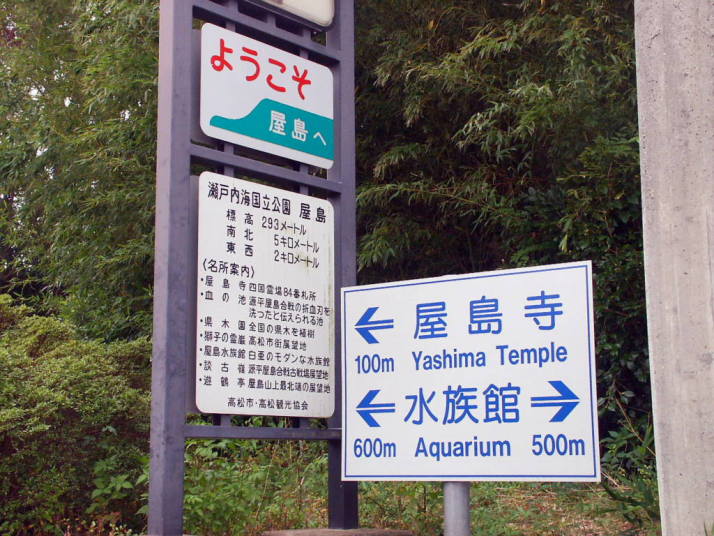 ようこそ
屋島へ
瀬戸内海国立公園 屋島
標高 293メートル
南北 5キロメートル
東西 2キロメートル
〈名所案内〉
・屋島寺 四国霊場84番札所
・血の池 源平屋島合戦の折血刃を
洗つたと伝えられる池
・県木園 全国の県木を植樹
・獅子の霊巌 高松市街展望地
・屋島水族館 白亜のモダンな水族館
・談古嶺 源平屋島合戦古戦場展望地
・遊鶴亭 屋島山上最北端の展望地
高松市・高松観光協会
← 屋島寺
100m Yashima Temple
← 水族館 →
600m Aquarium 500m